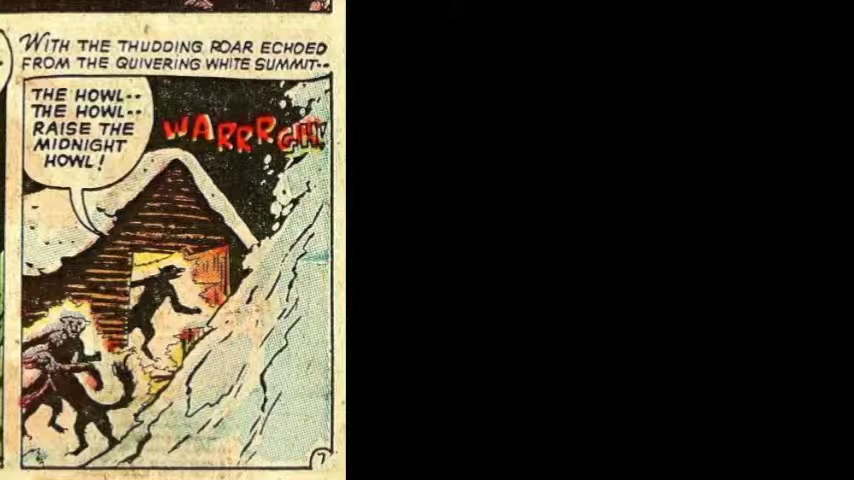 WITH THE THUDDING ROAR ECHOED
FROM THE QUIVERING WHITE SUMMIT--
THE HOWL--
THE HOWL--
RAISE THE
MIDNIGHT
HOWL!
WARRRGH!
7